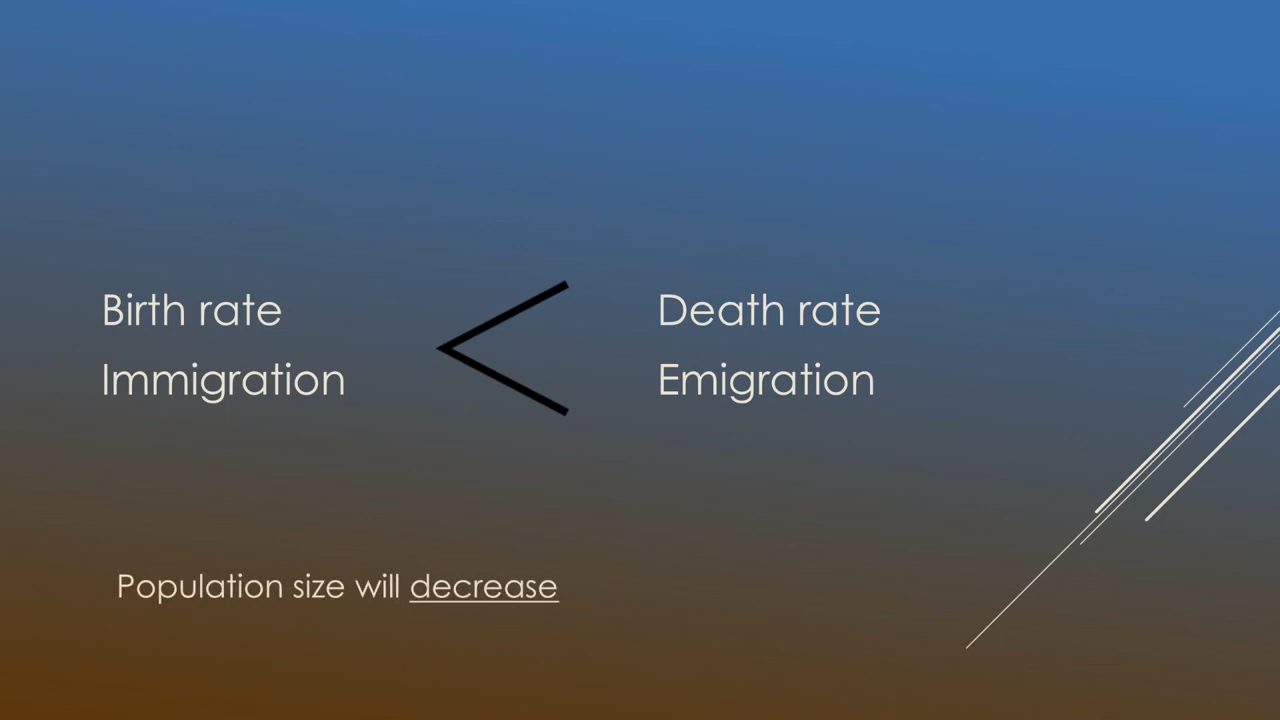 Birth rate
Immigration
<
Death rate
Emigration
Population size will decrease